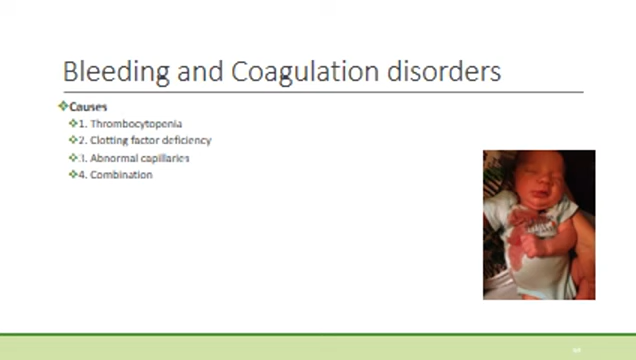 Bleeding and Coagulation disorders
Causes
1. Thrombocytopenia
2. Clotting factor deficiency
3. Abnormal capillaries
4. Combination